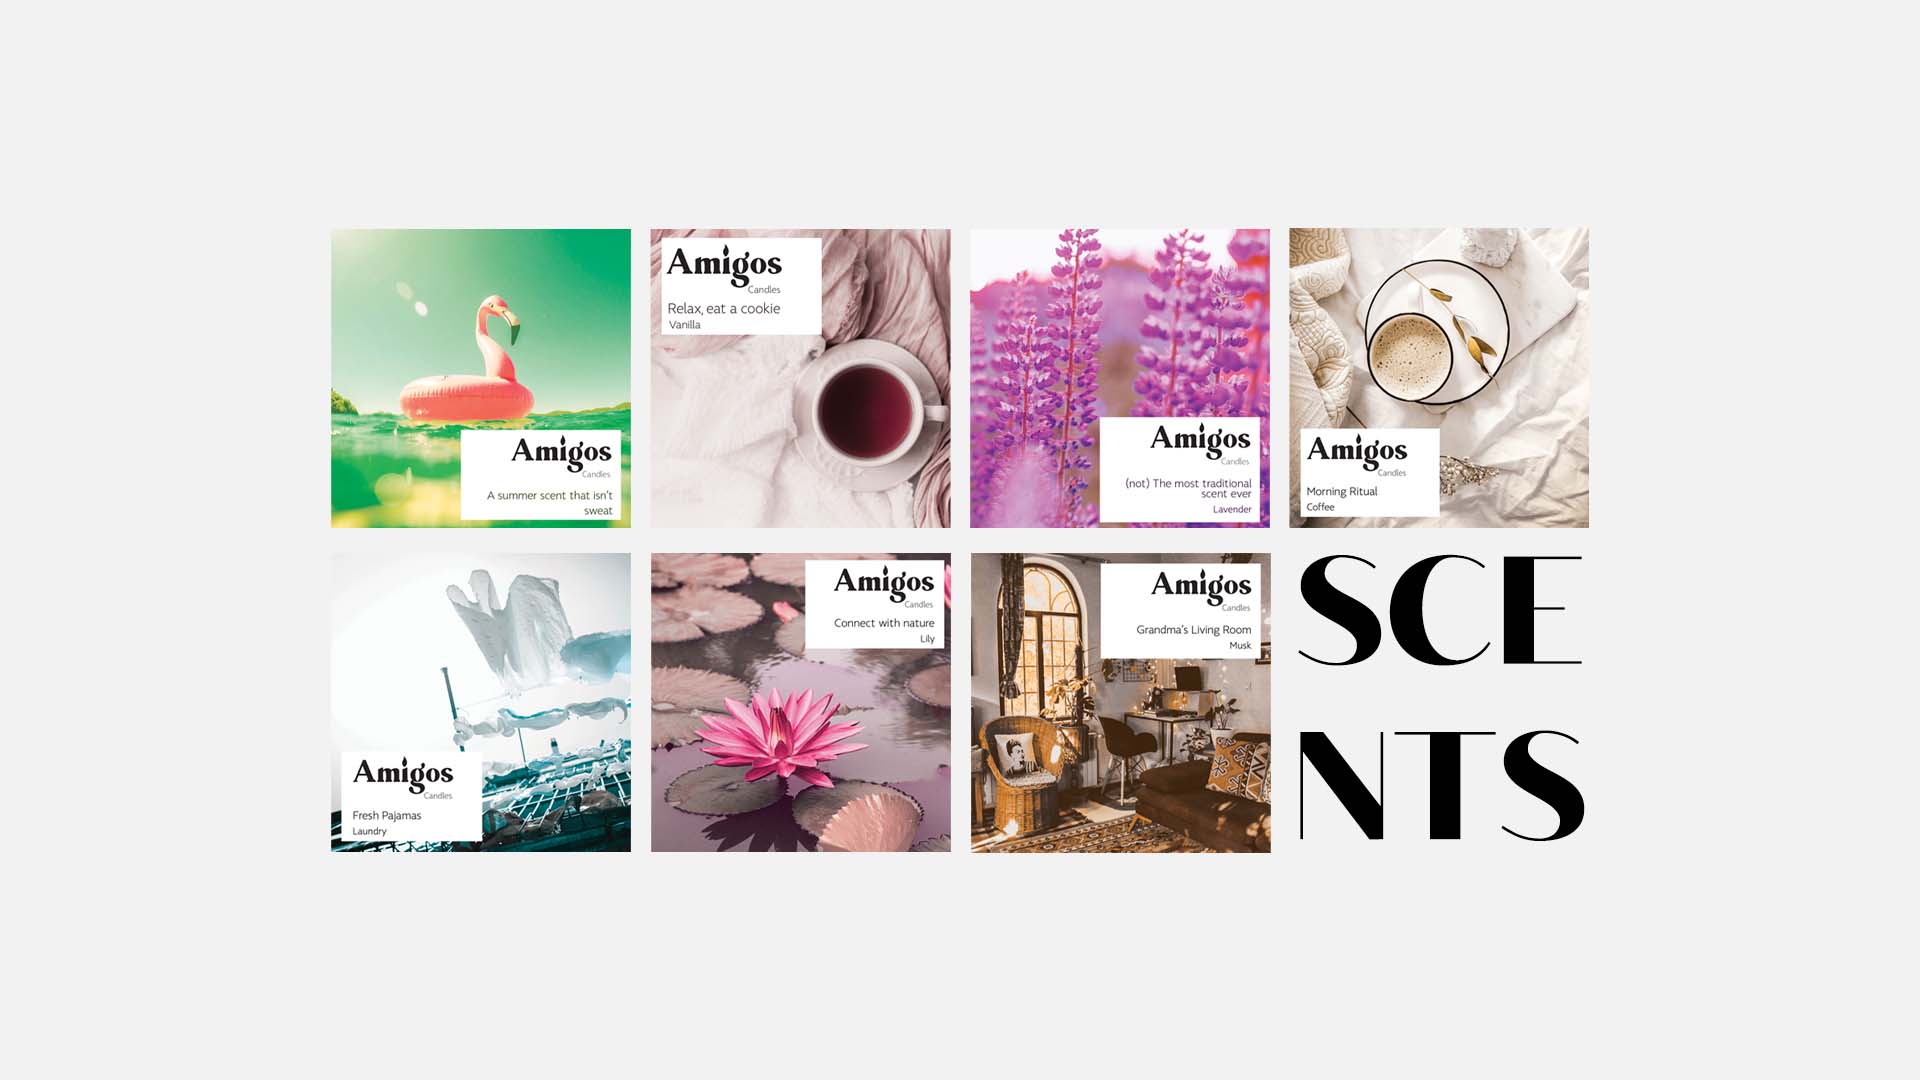 Amigos
Candles
A summer scent that isn't
sweat
Amigos
Candles
Relax, eat a cookie
Vanilla
Amigos
Candles
(not) The most traditional
scent ever
Lavender
Amigos
Candles
Morning Ritual
Coffee
Amigos
Candles
Fresh Pajamas
Laundry
Amigos
Candles
Connect with nature
Lily
Amigos
Candles
Grandma's Living Room
Musk
SCE
NTS